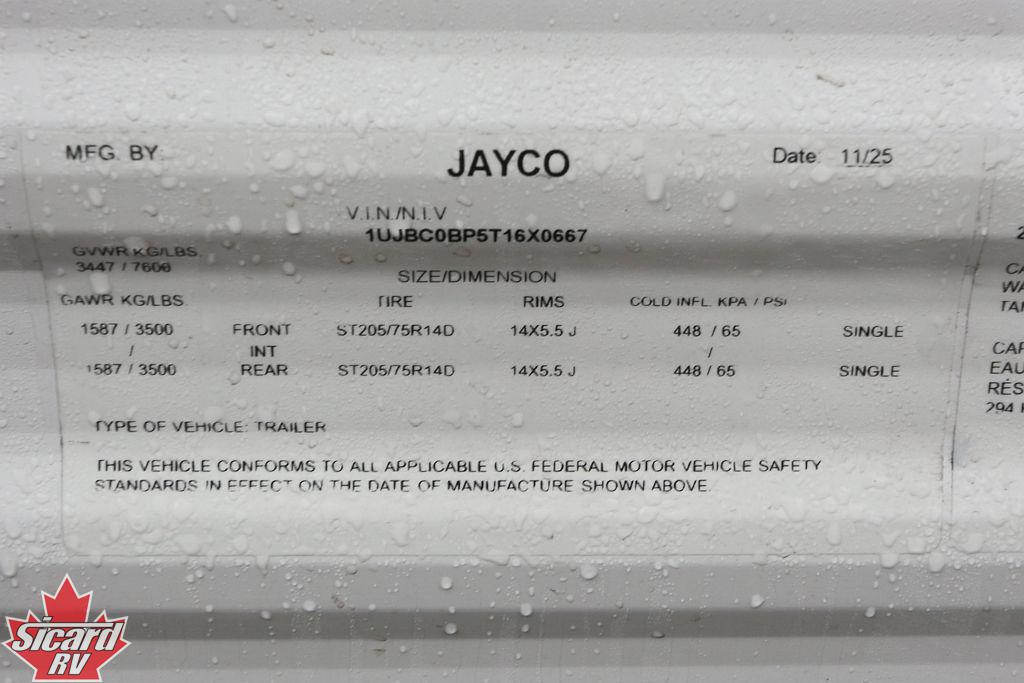 MFG. BY: JAYCO Date: 11/25
V.I.N./N.I.V
1UJBC0BP5T16X0667
GVWR KG/LBS.
3447 / 7600
SIZE/DIMENSION
GAWR KG/LBS. TIRE RIMS COLD INFL. KPA / PSI
1587 / 3500 FRONT ST205/75R14D 14X5.5 J 448 / 65 SINGLE
/ INT /
1587 / 3500 REAR ST205/75R14D 14X5.5 J 448 / 65 SINGLE
TYPE OF VEHICLE: TRAILER
THIS VEHICLE CONFORMS TO ALL APPLICABLE U.S. FEDERAL MOTOR VEHICLE SAFETY
STANDARDS IN EFFECT ON THE DATE OF MANUFACTURE SHOWN ABOVE.
EAU
294
Sicard
RV